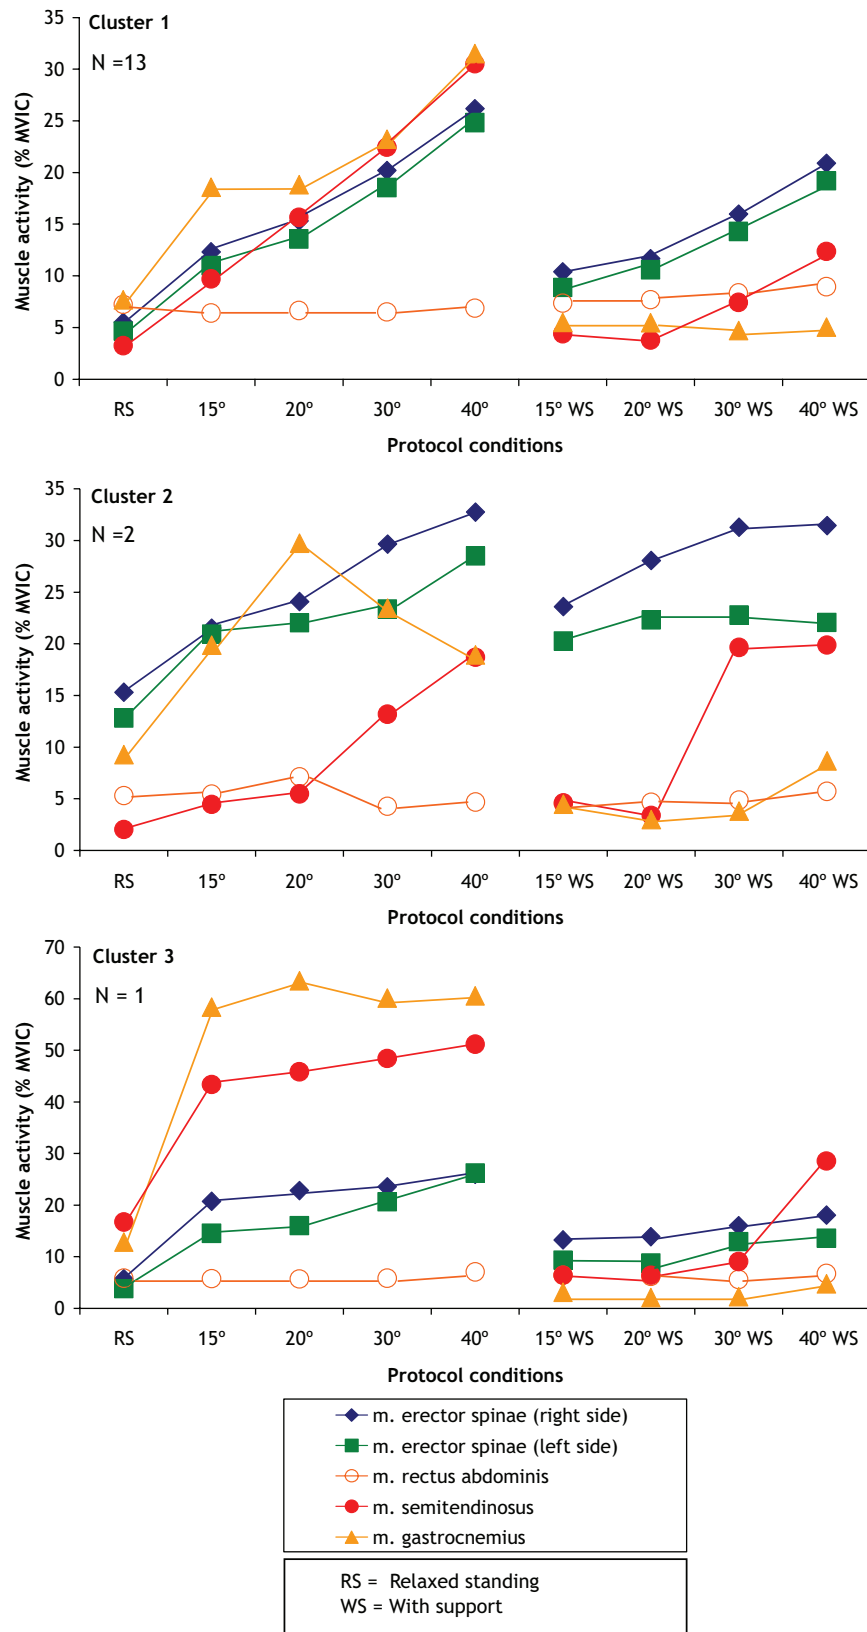 Cluster 1
N =13
Muscle activity (% MVIC)
35
30
25
20
15
10
5
0
RS 15º 20º 30º 40º 15º WS 20º WS 30º WS 40º WS
Protocol conditions
Cluster 2
N =2
Muscle activity (% MVIC)
35
30
25
20
15
10
5
0
RS 15º 20º 30º 40º 15º WS 20º WS 30º WS 40º WS
Protocol conditions
Cluster 3
N = 1
Muscle activity (% MVIC)
70
60
50
40
30
20
10
0
RS 15º 20º 30º 40º 15º WS 20º WS 30º WS 40º WS
Protocol conditions
m. erector spinae (right side)
m. erector spinae (left side)
m. rectus abdominis
m. semitendinosus
m. gastrocnemius
RS = Relaxed standing
WS = With support